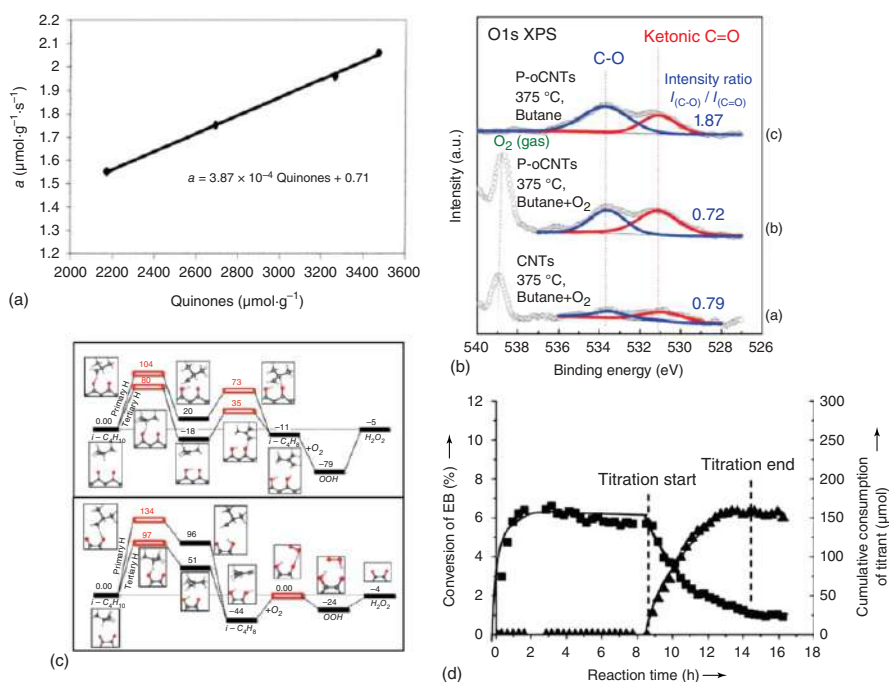 (a)
a (μmol·g⁻¹·s⁻¹)
2.1
2
1.9
1.8
1.7
1.6
1.5
1.4
1.3
1.2
a = 3.87 × 10⁻⁴ Quinones + 0.71
2000 2200 2400 2600 2800 3000 3200 3400 3600
Quinones (μmol·g⁻¹)
(b)
O1s XPS
Ketonic C=O
C-O
Intensity ratio
I(C-O) / I(C=O)
P-oCNTs
375 °C,
Butane
1.87
(c)
O₂ (gas)
P-oCNTs
375 °C,
Butane+O₂
0.72
(b)
CNTs
375 °C,
Butane+O₂
0.79
(a)
Intensity (a.u.)
540 538 536 534 532 530 528 526
Binding energy (eV)
(c)
104
80
73
35
20
-18
0.00
Primary H
Tertiary H
i – C₄H₁₀
-11
i – C₄H₈
+O₂
-79
OOH
-5
H₂O₂
134
97
96
51
0.00
Primary H
Tertiary H
i – C₄H₁₀
-44
i – C₄H₈
+O₂
0.00
-24
OOH
-4
H₂O₂
(d)
Conversion of EB (%)
12
10
8
6
4
2
0
Titration start
Titration end
300
250
200
150
100
50
0
Cumulative consumption
of titrant (μmol)
0 2 4 6 8 10 12 14 16 18
Reaction time (h)